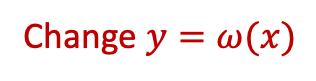 Change 𝑦 = 𝜔(𝑥)